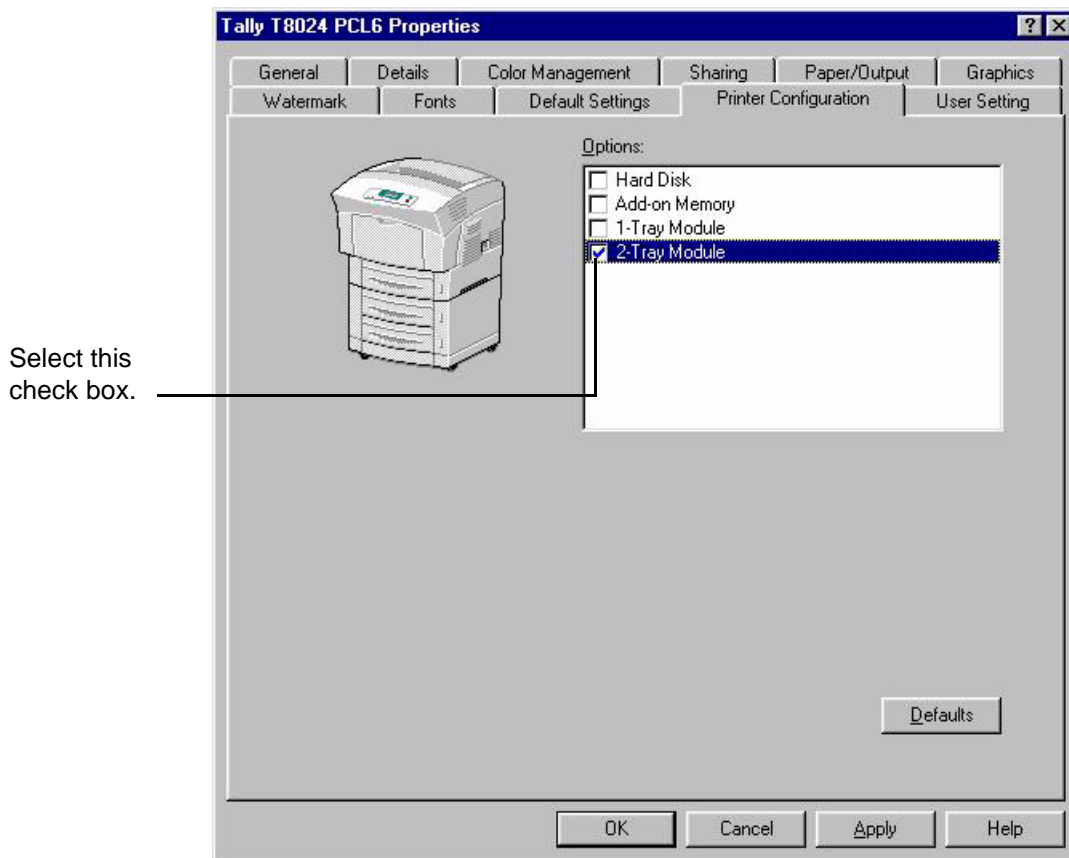 Tally T8024 PCL6 Properties
General Details Color Management Sharing Paper/Output Graphics
Watermark Fonts Default Settings Printer Configuration User Setting
Options:
Hard Disk
Add-on Memory
1-Tray Module
2-Tray Module
Select this
check box.
Defaults
OK Cancel Apply Help